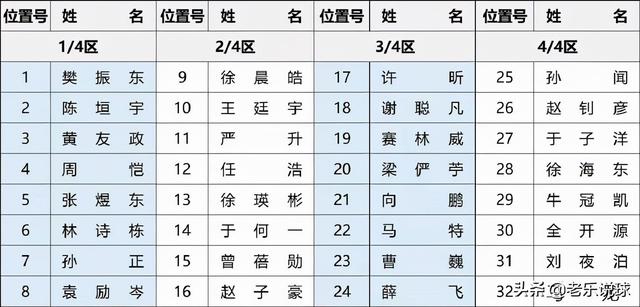 位置号 姓名 位置号 姓名 位置号 姓名 位置号 姓名
1/4区 2/4区 3/4区 4/4区
1 樊振东 9 徐晨皓 17 许昕 25 孙闻
2 陈垣宇 10 王廷宇 18 谢聪凡 26 赵钊彦
3 黄友政 11 严升 19 赛林威 27 于子洋
4 周恺 12 任浩 20 梁俨苧 28 徐海东
5 张煜东 13 徐瑛彬 21 向鹏 29 牛冠凯
6 林诗栋 14 于何一 22 马特 30 全开源
7 孙正 15 曾蓓勋 23 曹巍 31 刘夜泊
8 袁励岑 16 赵子豪 24 薛飞 32 龙
头条@老乐说球